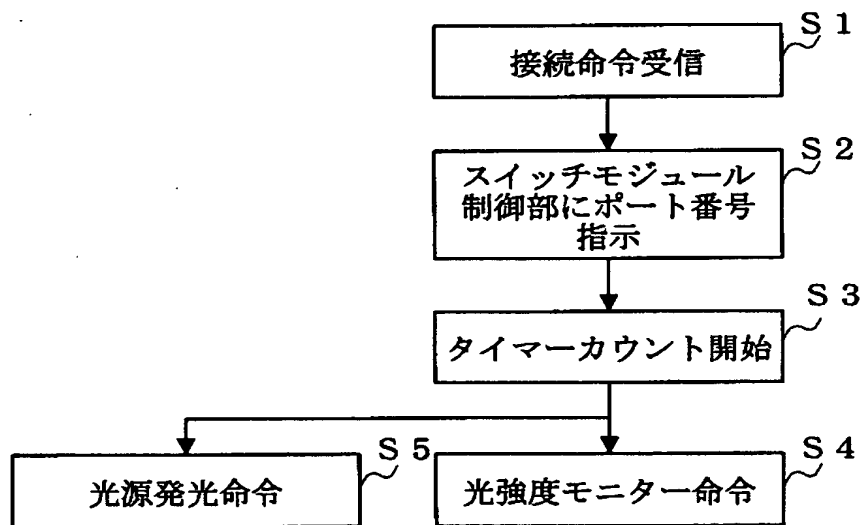 S1
接続命令受信
S2
スイッチモジュール
制御部にポート番号
指示
S3
タイマーカウント開始
S5
光源発光命令
S4
光強度モニター命令